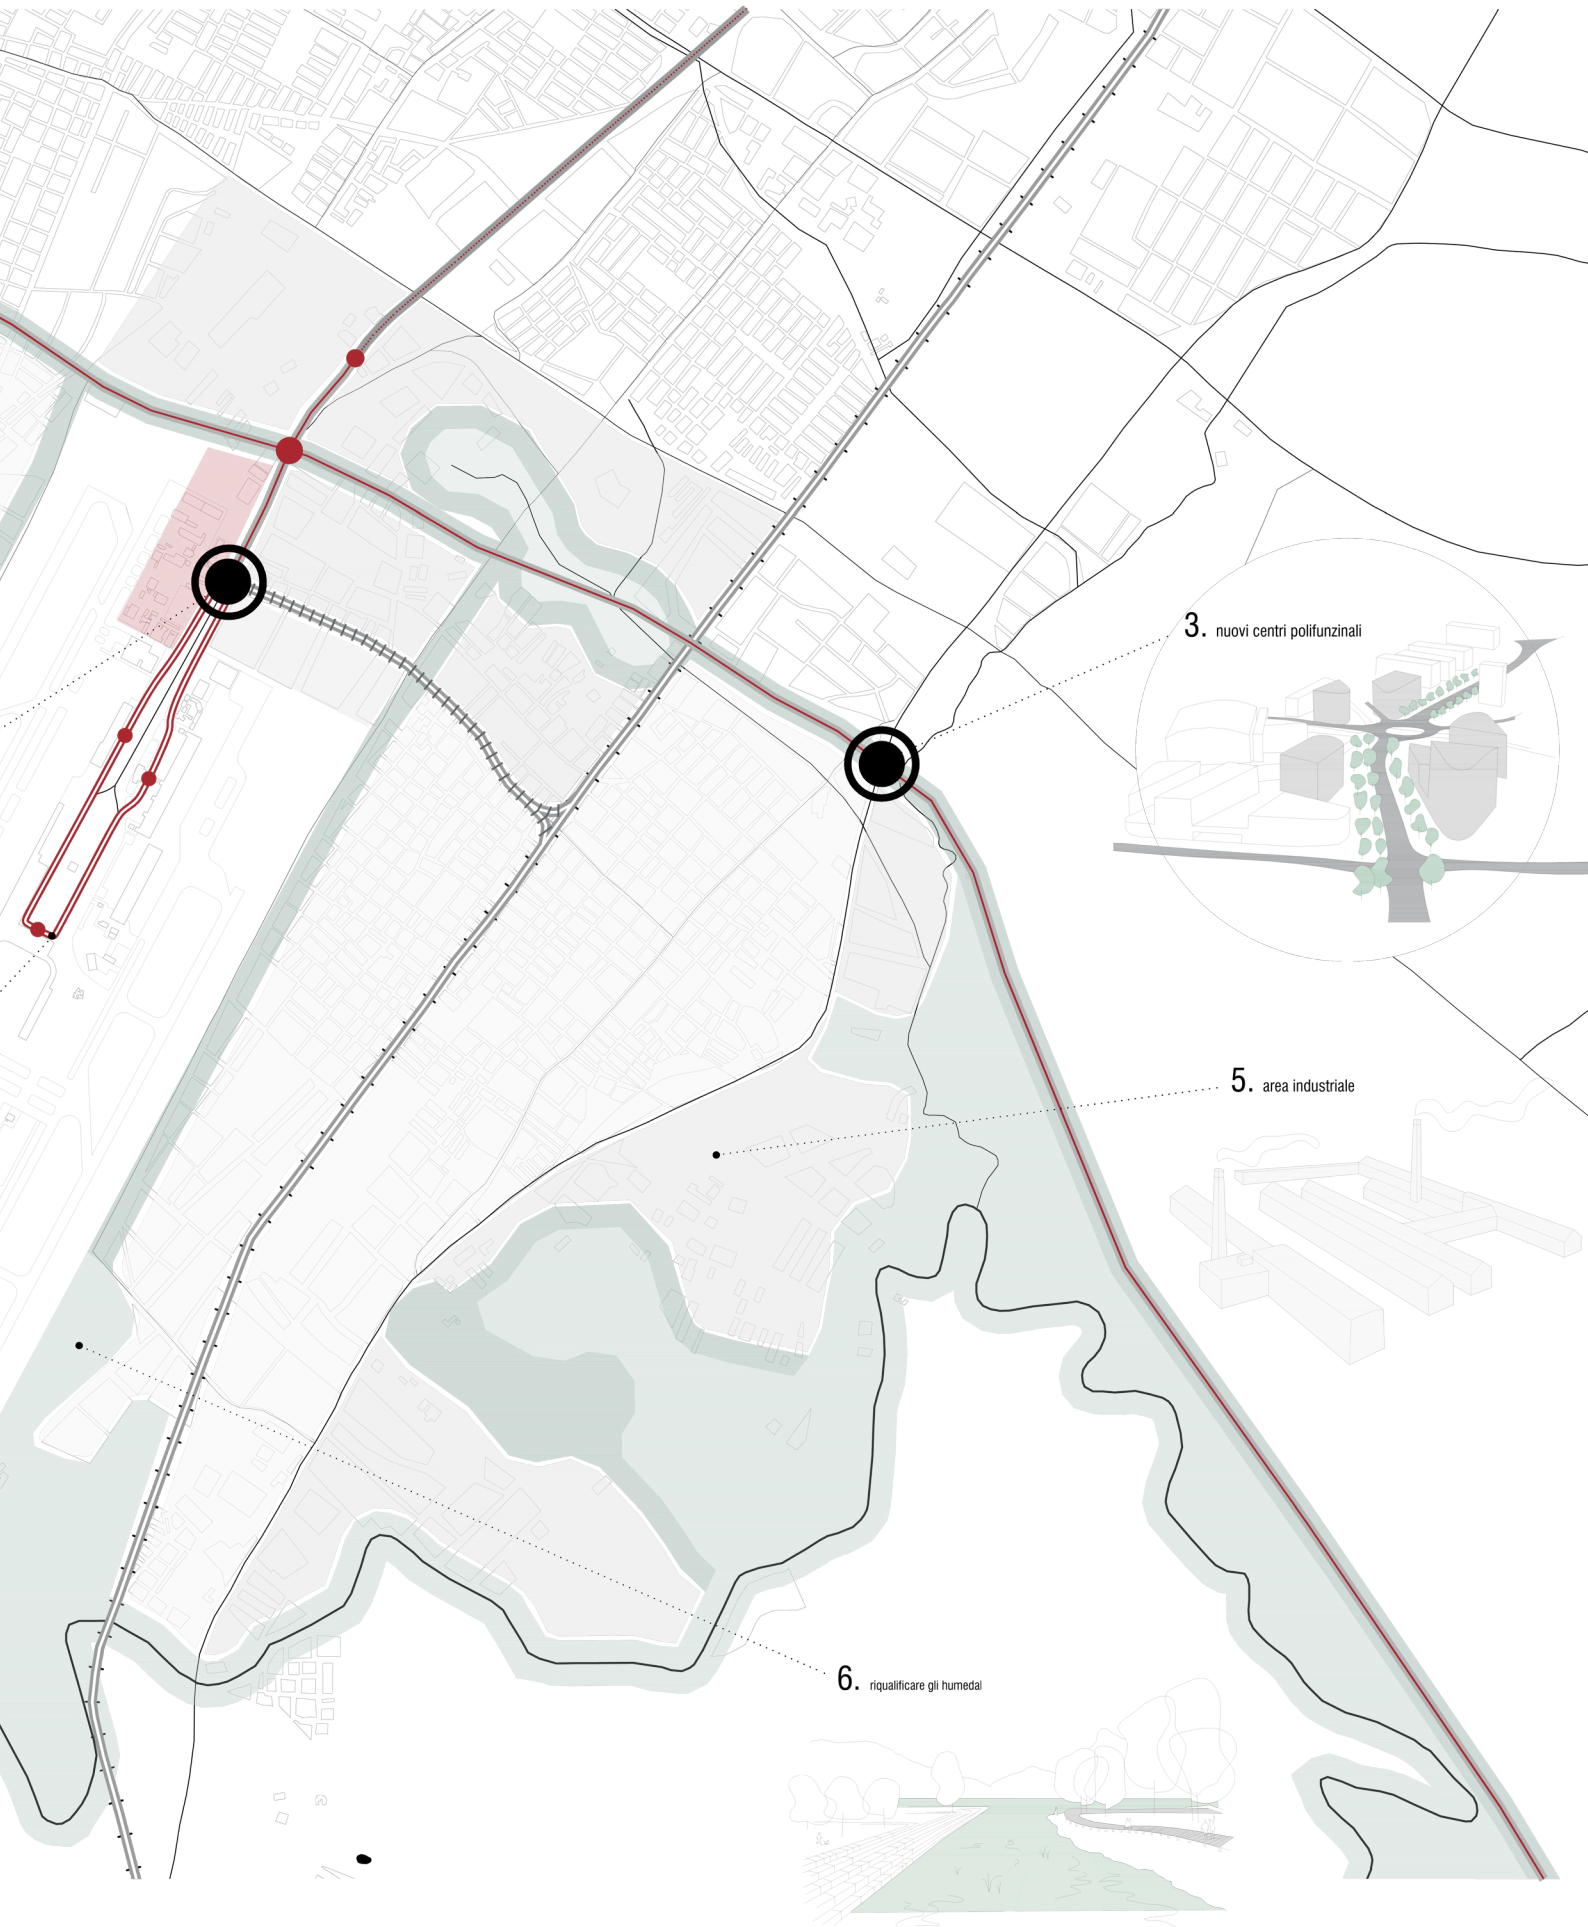 3. nuovi centri polifunzinali
5. area industriale
6. riqualificare gli humedal